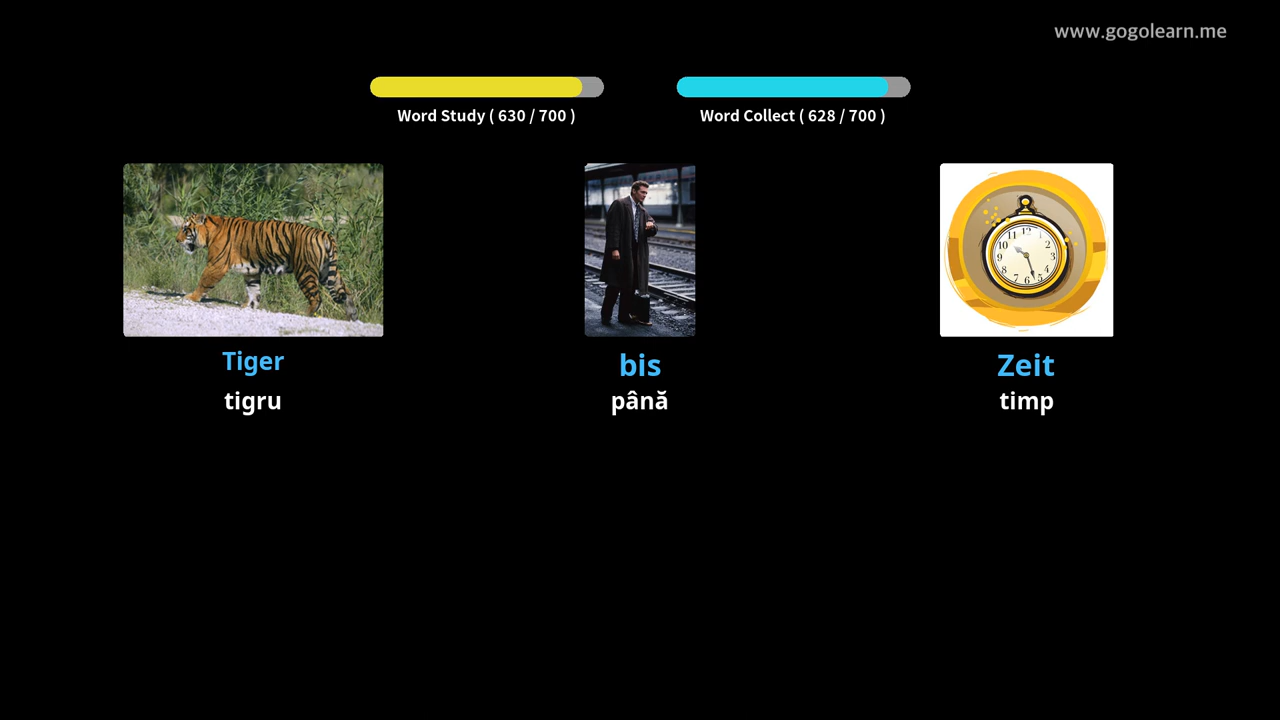 www.gogolearn.me
Word Study ( 630 / 700 )
Word Collect ( 628 / 700 )
Tiger
tigru
bis
până
Zeit
timp